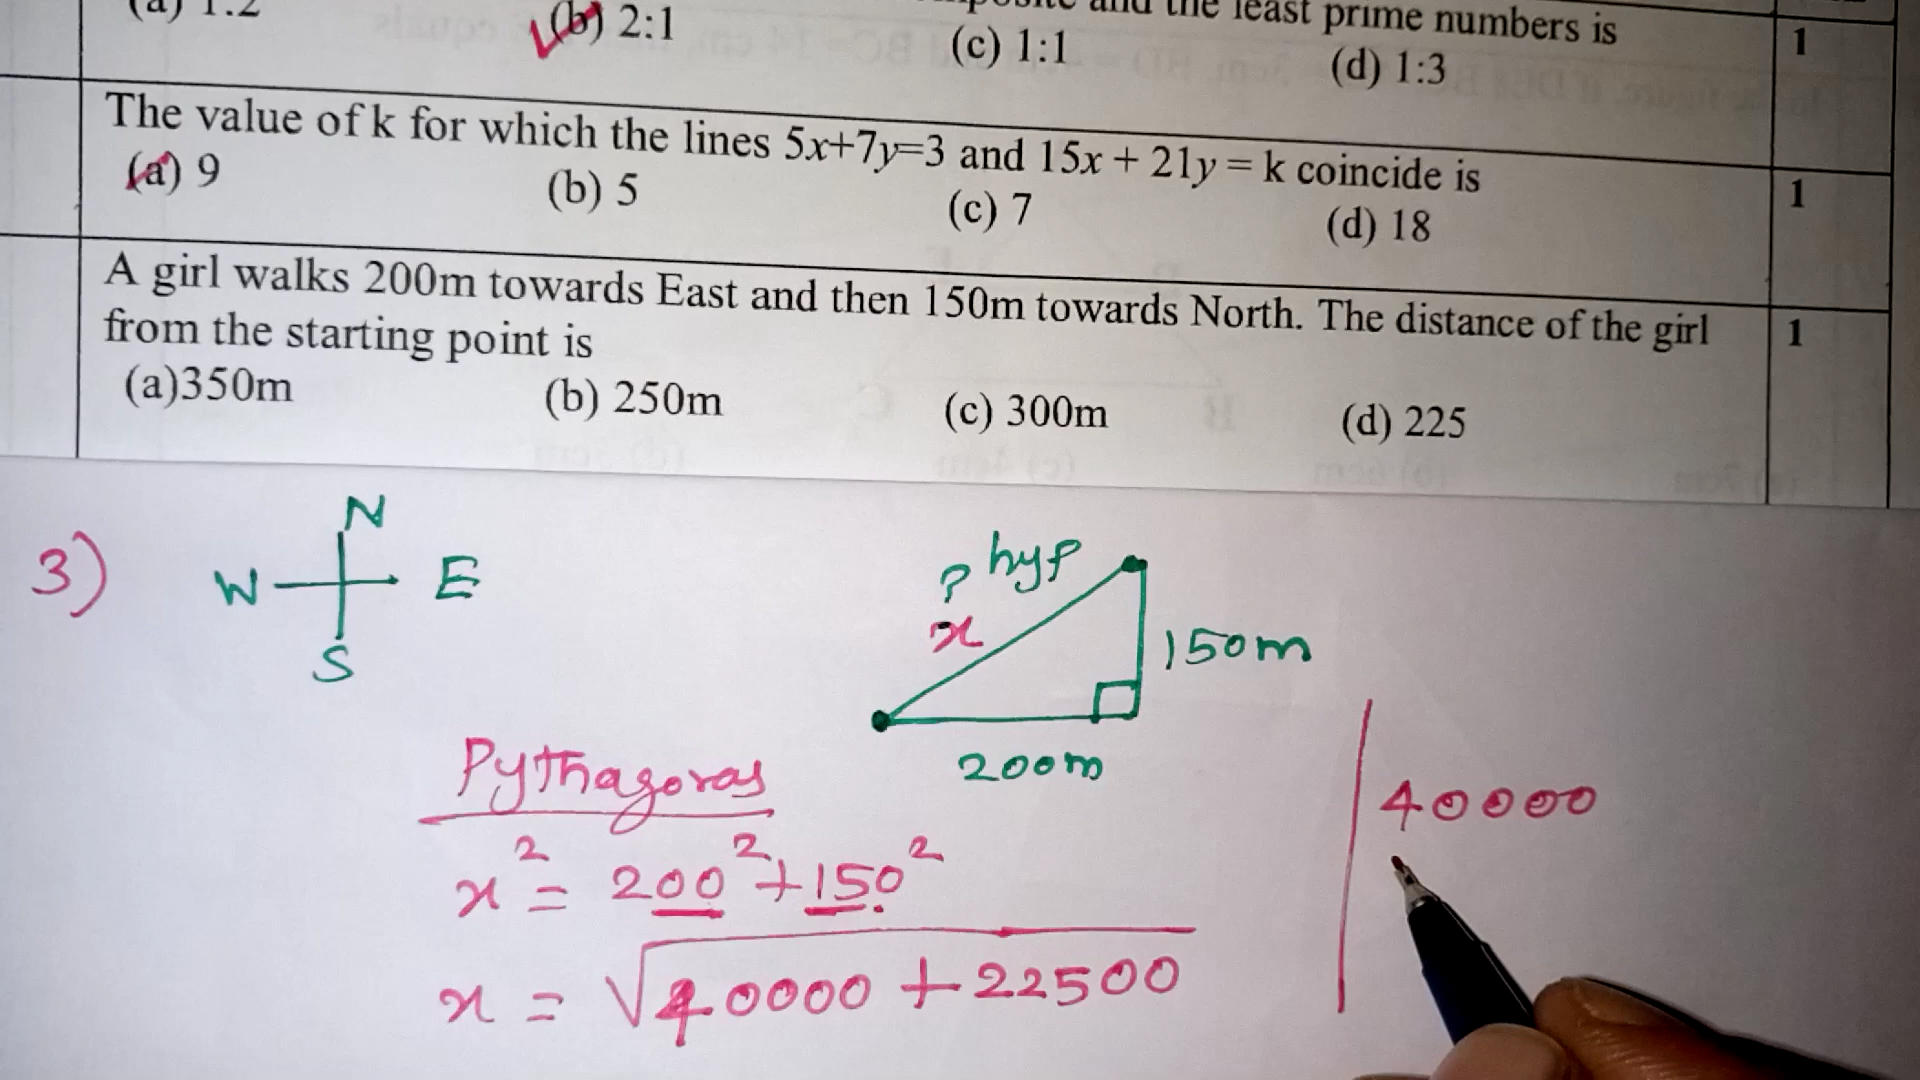 (a) 1:2 (b) 2:1 and the least prime numbers is 1
(c) 1:1 (d) 1:3
The value of k for which the lines 5x+7y=3 and 15x + 21y = k coincide is 1
(a) 9 (b) 5 (c) 7 (d) 18
A girl walks 200m towards East and then 150m towards North. The distance of the girl 1
from the starting point is
(a)350m (b) 250m (c) 300m (d) 225
3) N
W E
S
? hyp
x
150m
200m
Pythagoras
x² = 200² + 150²
x = √40000 + 22500
40000